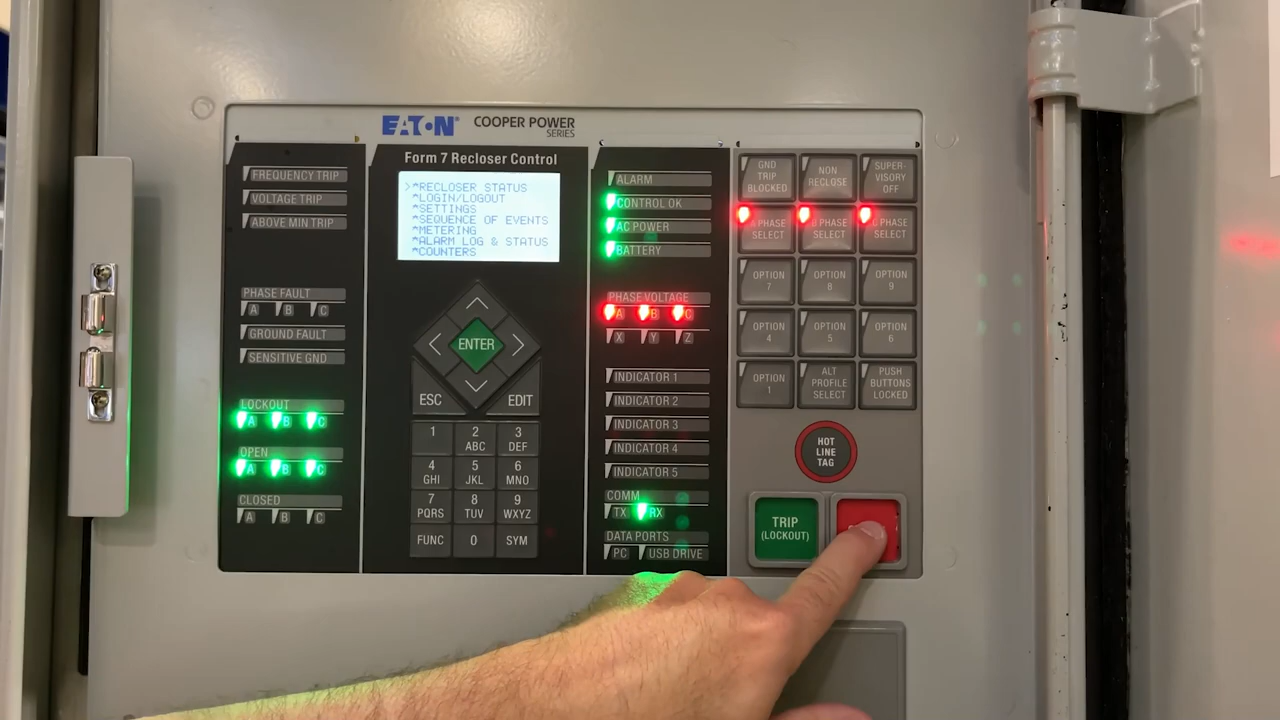 EATON COOPER POWER
SERIES
Form 7 Recloser Control
FREQUENCY TRIP
VOLTAGE TRIP
ABOVE MIN TRIP
PHASE FAULT
A B C
GROUND FAULT
SENSITIVE GND
LOCKOUT
A B C
OPEN
A B C
CLOSED
A B C
>^RECLOSER STATUS
^LOGIN/LOGOUT
^SETTINGS
^SEQUENCE OF EVENTS
^METERING
^ALARM LOG & STATUS
^COUNTERS
ENTER
ESC EDIT
1 2 3
ABC DEF
4 5 6
GHI JKL MNO
7 8 9
PQRS TUV WXYZ
FUNC 0 SYM
ALARM
CONTROL OK
AC POWER
BATTERY
PHASE VOLTAGE
A B C
X Y Z
INDICATOR 1
INDICATOR 2
INDICATOR 3
INDICATOR 4
INDICATOR 5
COMM
TX RX
DATA PORTS
PC USB DRIVE
GND NON SUPER-
TRIP RECLOSE VISORY
BLOCKED OFF
A PHASE B PHASE C PHASE
SELECT SELECT SELECT
OPTION OPTION OPTION
7 8 9
OPTION OPTION OPTION
4 5 6
OPTION ALT PUSH
1 PROFILE BUTTONS
SELECT LOCKED
HOT
LINE
TAG
TRIP
(LOCKOUT)